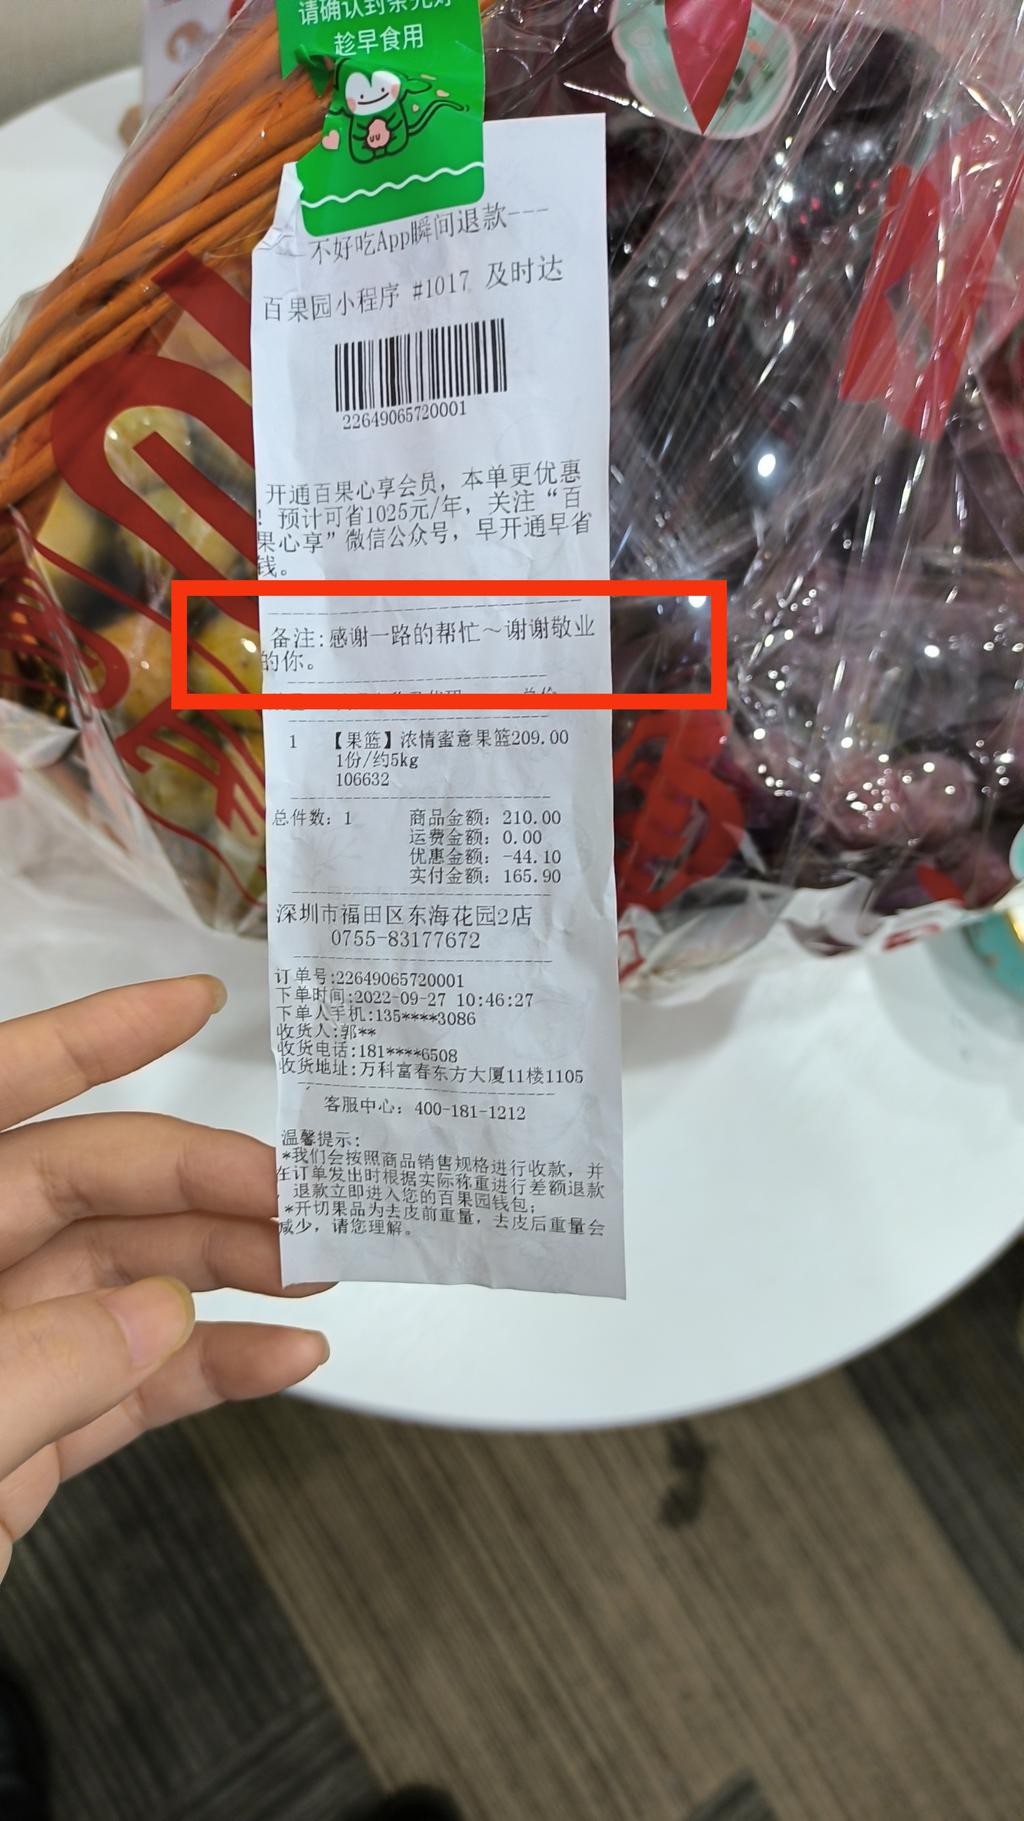 请确认到杀完好
趁早食用
不好吃App瞬间退款---
百果园小程序 #1017 及时达
22649065720001
开通百果心享会员，本单更优惠
！预计可省1025元/年，关注“百
果心享”微信公众号，早开通早省
钱。
备注:感谢一路的帮忙～谢谢敬业
的你。
1 【果篮】浓情蜜意果篮209.00
1份/约5kg
106632
总件数：1 商品金额：210.00
运费金额：0.00
优惠金额：-44.10
实付金额：165.90
深圳市福田区东海花园2店
0755-83177672
订单号:22649065720001
下单时间:2022-09-27 10:46:27
下单人手机:135****3086
收货人:郭**
收货电话:181****6508
收货地址:万科富春东方大厦11楼1105
客服中心：400-181-1212
温馨提示:
*我们会按照商品销售规格进行收款，并
在订单发出时根据实际称重进行差额退款
，退款立即进入您的百果园钱包；
*开切果品为去皮前重量，去皮后重量会
减少，请您理解。